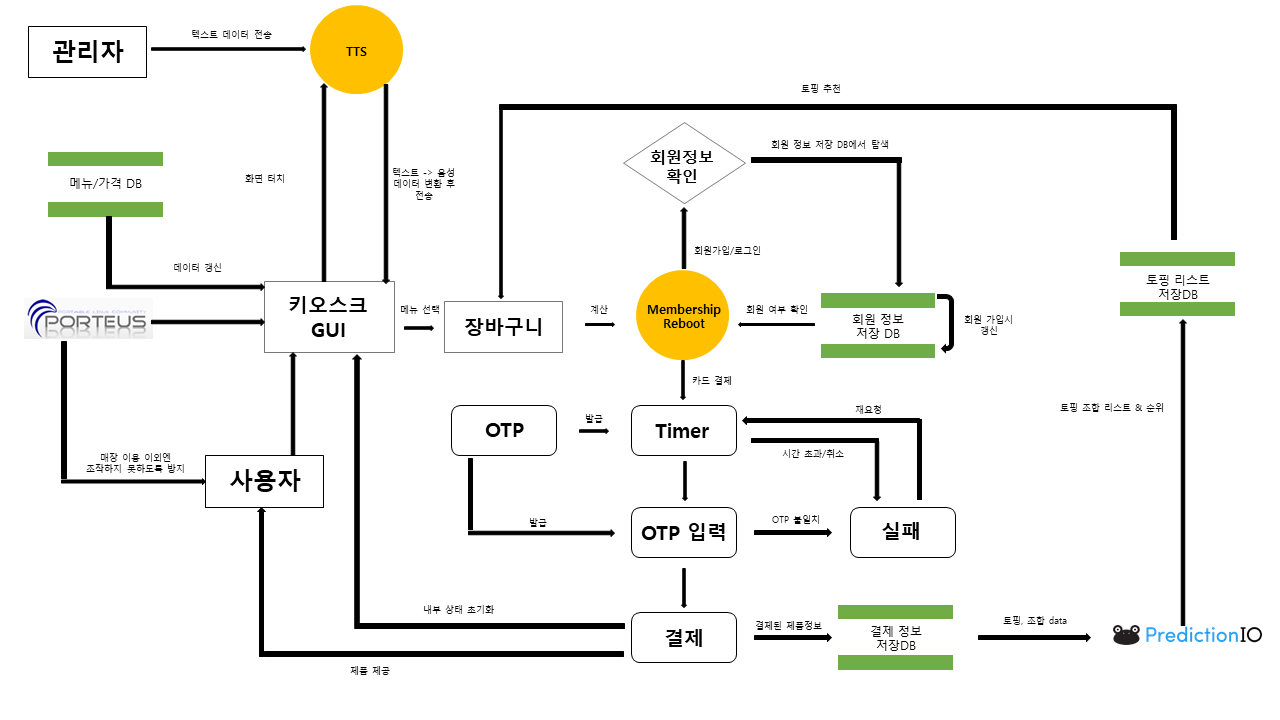 관리자
텍스트 데이터 전송
TTS
토핑 추천
메뉴/가격 DB
화면 터치
텍스트 -> 음성
데이터 변환 후
전송
회원정보
확인
회원 정보 저장 DB에서 탐색
데이터 갱신
회원가입/로그인
토핑 리스트
저장DB
PORTABLE LINUX COMMUNITY
PORTEUS
키오스크
GUI
메뉴 선택
장바구니
계산
Membership
Reboot
회원 여부 확인
회원 정보
저장 DB
회원 가입시
갱신
카드 결제
OTP
발급
Timer
재요청
시간 초과/취소
토핑 조합 리스트 & 순위
매장 이용 이외엔
조작하지 못하도록 방지
사용자
발급
OTP 입력
OTP 불일치
실패
내부 상태 초기화
결제
결제된 제품정보
결제 정보
저장DB
토핑, 조합 data
PredictionIO
제품 제공